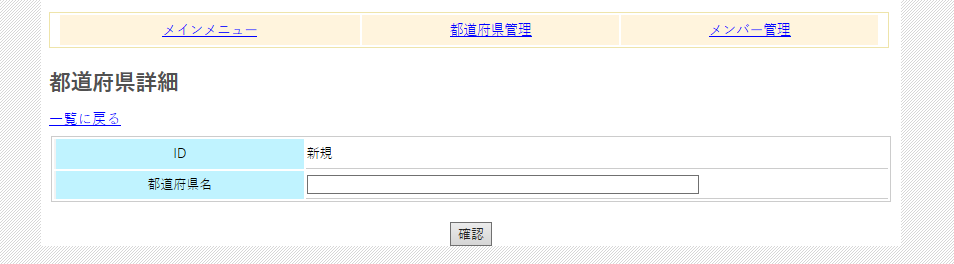 メインメニュー 都道府県管理 メンバー管理
都道府県詳細
一覧に戻る
ID 新規
都道府県名
確認